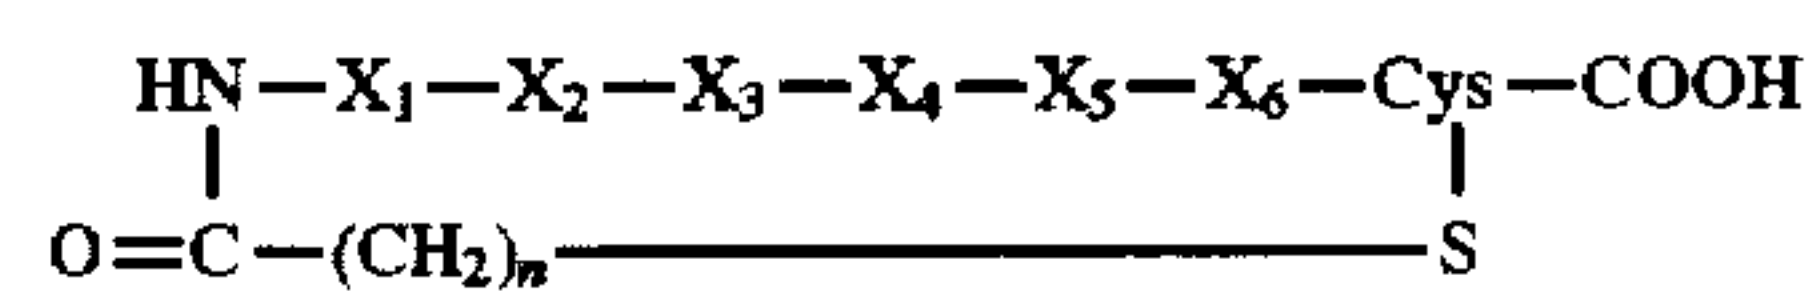 HN—X₁—X₂—X₃—X₄—X₅—X₆—Cys—COOH
O=C—(CH₂)ₙ—S